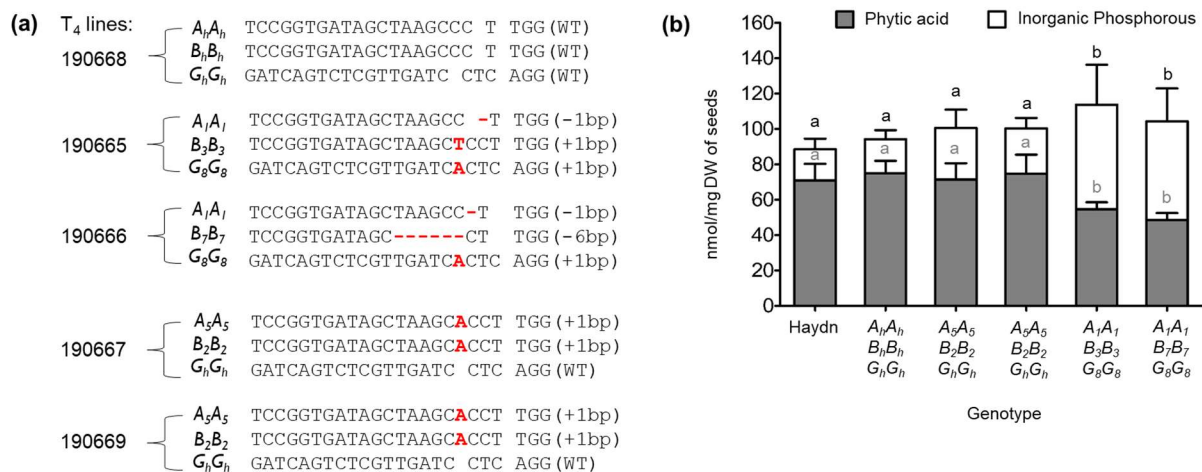 (a)
T4 lines:
190668
AhAh TCCGGTGATAGCTAAGCCC T TGG (WT)
BhBh TCCGGTGATAGCTAAGCCC T TGG (WT)
GhGh GATCAGTCTCGTTGATC CTC AGG (WT)
190665
A1A1 TCCGGTGATAGCTAAGCC -T TGG (−1bp)
B3B3 TCCGGTGATAGCTAAGCTCCT TGG (+1bp)
G8G8 GATCAGTCTCGTTGATCACTC AGG (+1bp)
190666
A1A1 TCCGGTGATAGCTAAGCC-T TGG (−1bp)
B7B7 TCCGGTGATAGC------CT TGG (−6bp)
G8G8 GATCAGTCTCGTTGATCACTC AGG (+1bp)
190667
A5A5 TCCGGTGATAGCTAAGCACCT TGG (+1bp)
B2B2 TCCGGTGATAGCTAAGCACCT TGG (+1bp)
GhGh GATCAGTCTCGTTGATC CTC AGG (WT)
190669
A5A5 TCCGGTGATAGCTAAGCACCT TGG (+1bp)
B2B2 TCCGGTGATAGCTAAGCACCT TGG (+1bp)
GhGh GATCAGTCTCGTTGATC CTC AGG (WT)
(b)
Phytic acid Inorganic Phosphorous
nmol/mg DW of seeds
160
140
120
100
80
60
40
20
0
a a a a b b
a a a a b b
Haydn AhAh A5A5 A5A5 A1A1 A1A1
BhBh B2B2 B2B2 B3B3 B7B7
GhGh GhGh GhGh G8G8 G8G8
Genotype